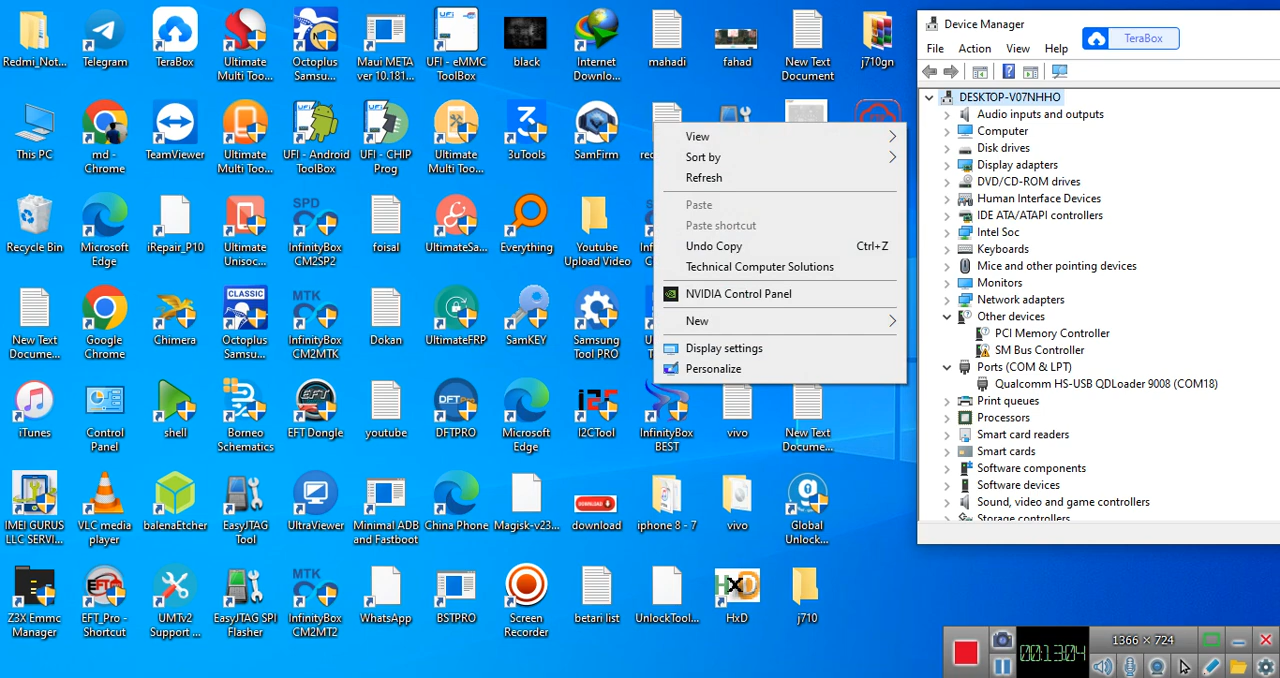 Redmi_Not...
Telegram
TeraBox
Ultimate
Multi Too...
Octoplus
Samsu...
Maui META
ver 10.181...
UFI - eMMC
ToolBox
black
Internet
Downlo...
mahadi
fahad
New Text
Document
j710gn
This PC
md -
Chrome
TeamViewer
Ultimate
Multi Too...
UFI - Android
ToolBox
UFI - CHIP
Prog
Ultimate
Multi Too...
3uTools
SamFirm
Recycle Bin
Microsoft
Edge
iRepair_P10
Ultimate
Unisoc...
SPD
InfinityBox
CM2SP2
foisal
UltimateSa...
Everything
Youtube
Upload Video
New Text
Docume...
Google
Chrome
Chimera
CLASSIC
Octoplus
Samsu...
MTK
InfinityBox
CM2MTK
Dokan
UltimateFRP
SamKEY
Samsung
Tool PRO
iTunes
Control
Panel
shell
Borneo
Schematics
EFT
EFT Dongle
youtube
DFT PRO
DFTPRO
Microsoft
Edge
I2C
I2CTool
InfinityBox
BEST
vivo
New Text
Docume...
IMEI GURUS
LLC SERVI...
VLC media
player
balenaEtcher
EasyJTAG
Tool
UltraViewer
Minimal ADB
and Fastboot
China Phone
Magisk-v23...
DOWNLOAD
download
iphone 8 - 7
vivo
Global
Unlock...
Z3X Emmc
Manager
EFTA
EFT_Pro -
Shortcut
UMTv2
Support ...
EasyJTAG SPI
Flasher
MTK
InfinityBox
CM2MT2
WhatsApp
BSTPRO
Screen
Recorder
betari list
UnlockTool...
HxD
HxD
j710
View
Sort by
Refresh
Paste
Paste shortcut
Undo Copy Ctrl+Z
Technical Computer Solutions
NVIDIA Control Panel
New
Display settings
Personalize
Device Manager
TeraBox
File Action View Help
DESKTOP-V07NHHO
Audio inputs and outputs
Computer
Disk drives
Display adapters
DVD/CD-ROM drives
Human Interface Devices
IDE ATA/ATAPI controllers
Intel Soc
Keyboards
Mice and other pointing devices
Monitors
Network adapters
Other devices
PCI Memory Controller
SM Bus Controller
Ports (COM & LPT)
Qualcomm HS-USB QDLoader 9008 (COM18)
Print queues
Processors
Smart card readers
Smart cards
Software components
Software devices
Sound, video and game controllers
Storage controllers
00:13:04
1366 × 724